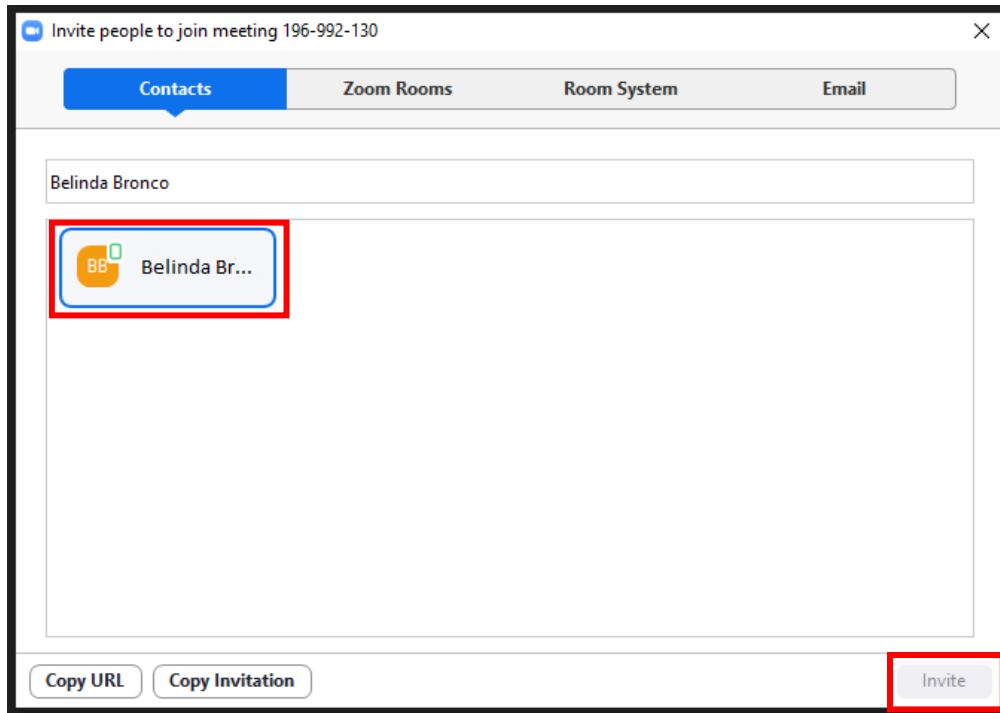 Invite people to join meeting 196-992-130
Contacts Zoom Rooms Room System Email
Belinda Bronco
BB Belinda Br...
Copy URL Copy Invitation Invite